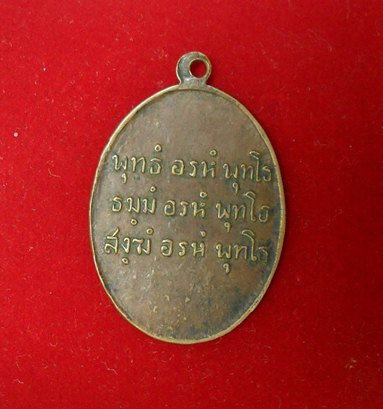 พุทธํ อรหํ พุทโธ
ธมฺมํ อรหํ พุทโธ
สงฺฆํ อรหํ พุทโธ